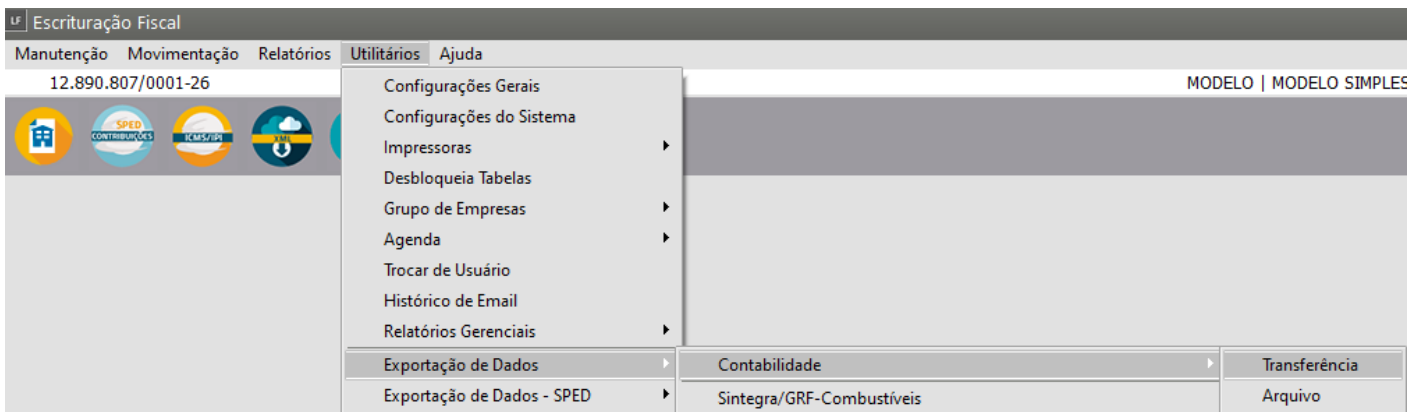 LF Escrituração Fiscal
Manutenção Movimentação Relatórios Utilitários Ajuda
12.890.807/0001-26 MODELO | MODELO SIMPLES
SPED CONTRIBUIÇÕES ICMS/IPI XML
Configurações Gerais
Configurações do Sistema
Impressoras
Desbloqueia Tabelas
Grupo de Empresas
Agenda
Trocar de Usuário
Histórico de Email
Relatórios Gerenciais
Exportação de Dados Contabilidade Transferência
Exportação de Dados - SPED Sintegra/GRF-Combustíveis Arquivo